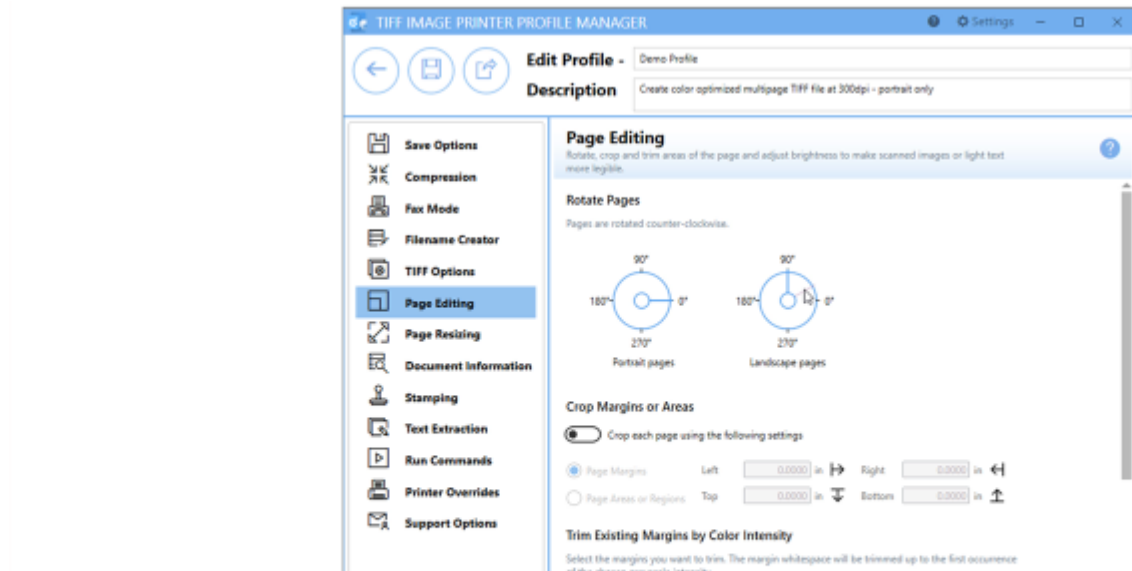 TIFF IMAGE PRINTER PROFILE MANAGER
Settings
Edit Profile - Demo Profile
Description Create color optimized multipage TIFF file at 300dpi - portrait only
Save Options
Compression
Fax Mode
Filename Creator
TIFF Options
Page Editing
Page Resizing
Document Information
Stamping
Text Extraction
Run Commands
Printer Overrides
Support Options
Page Editing
Rotate, crop and trim areas of the page and adjust brightness to make scanned images or light text
more legible.
Rotate Pages
Pages are rotated counter-clockwise.
90° 90°
180° 0° 180° 0°
270° 270°
Portrait pages Landscape pages
Crop Margins or Areas
Crop each page using the following settings
Page Margins Left 0.0000 in Right 0.0000 in
Page Areas or Regions Top 0.0000 in Bottom 0.0000 in
Trim Existing Margins by Color Intensity
Select the margins you want to trim. The margin whitespace will be trimmed up to the first occurrence